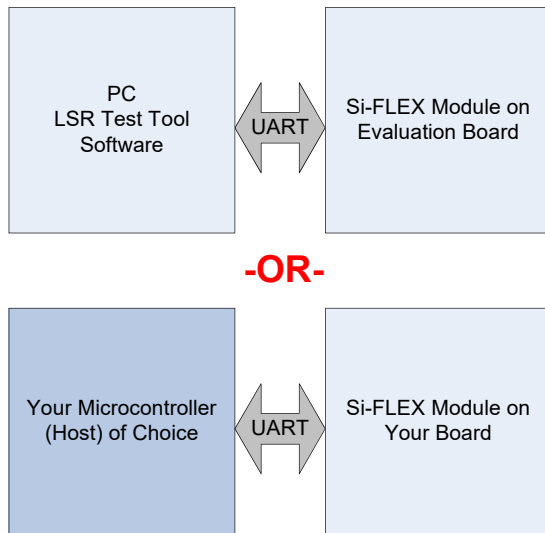 PC
LSR Test Tool
Software
UART
Si-FLEX Module on
Evaluation Board
-OR-
Your Microcontroller
(Host) of Choice
UART
Si-FLEX Module on
Your Board